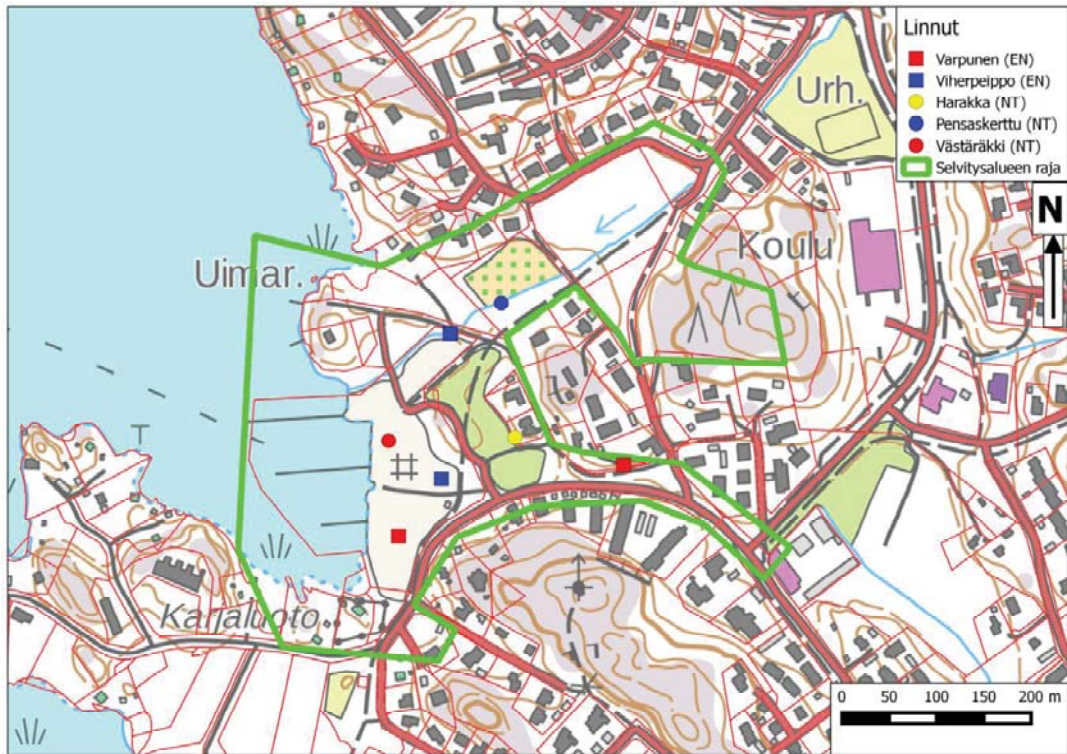 Linnut
Varpunen (EN)
Viherpeippo (EN)
Harakka (NT)
Pensaskerttu (NT)
Västäräkki (NT)
Selvitysalueen raja
N
Urh.
Koulu
Uimar.
Karjaluoto
0 50 100 150 200 m